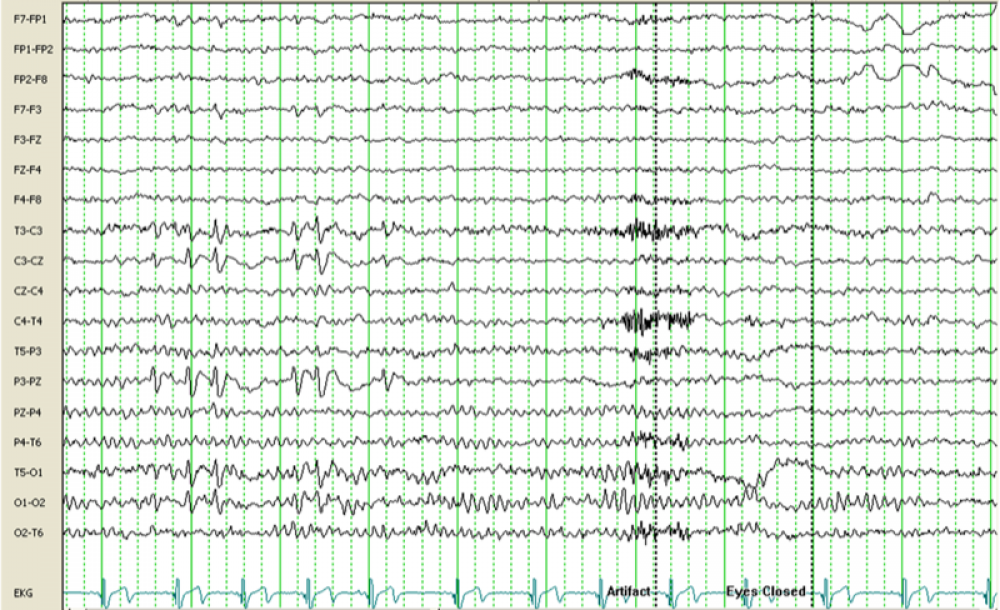 F7-FP1
FP1-FP2
FP2-F8
F7-F3
F3-FZ
FZ-F4
F4-F8
T3-C3
C3-CZ
CZ-C4
C4-T4
T5-P3
P3-PZ
PZ-P4
P4-T6
T5-O1
O1-O2
O2-T6
EKG
Artifact
Eyes Closed